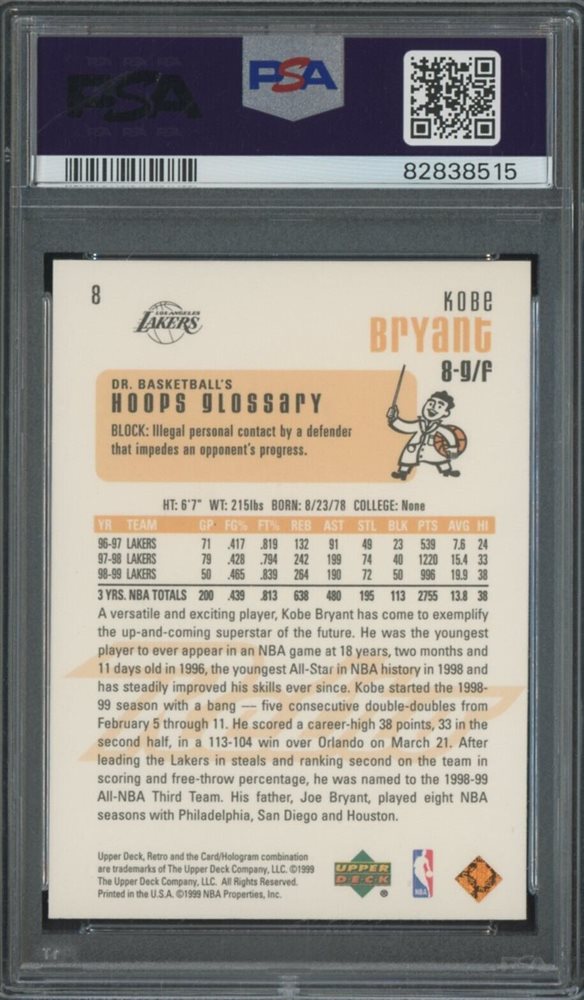 PSA
PSA
82838515
8
LOS ANGELES
LAKERS
KOBE
BRYANT
8-g/f
DR. BASKETBALL'S
HOOPS GLOSSARY
BLOCK: Illegal personal contact by a defender
that impedes an opponent's progress.
HT: 6'7" WT: 215lbs BORN: 8/23/78 COLLEGE: None
YR TEAM GP FG% FT% REB AST STL BLK PTS AVG HI
96-97 LAKERS 71 .417 .819 132 91 49 23 539 7.6 24
97-98 LAKERS 79 .428 .794 242 199 74 40 1220 15.4 33
98-99 LAKERS 50 .465 .839 264 190 72 50 996 19.9 38
3 YRS. NBA TOTALS 200 .439 .813 638 480 195 113 2755 13.8 38
A versatile and exciting player, Kobe Bryant has come to exemplify
the up-and-coming superstar of the future. He was the youngest
player to ever appear in an NBA game at 18 years, two months and
11 days old in 1996, the youngest All-Star in NBA history in 1998 and
has steadily improved his skills ever since. Kobe started the 1998-
99 season with a bang — five consecutive double-doubles from
February 5 through 11. He scored a career-high 38 points, 33 in the
second half, in a 113-104 win over Orlando on March 21. After
leading the Lakers in steals and ranking second on the team in
scoring and free-throw percentage, he was named to the 1998-99
All-NBA Third Team. His father, Joe Bryant, played eight NBA
seasons with Philadelphia, San Diego and Houston.
Upper Deck, Retro and the Card/Hologram combination
are trademarks of The Upper Deck Company, LLC. ©1999
The Upper Deck Company, LLC. All Rights Reserved.
Printed in the U.S.A. ©1999 NBA Properties, Inc.
UPPER
DECK
®
NBA
PSA